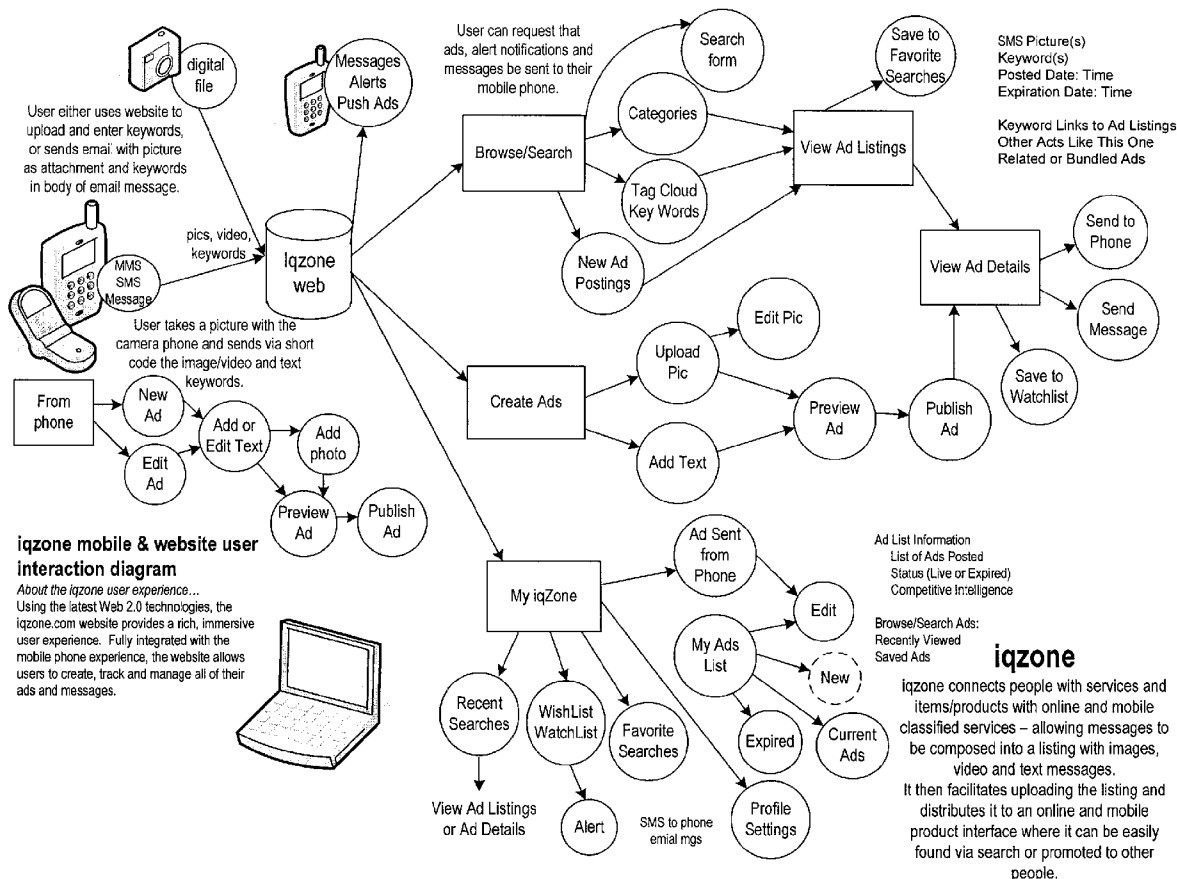 digital
file
Messages
Alerts
Push Ads
User can request that
ads, alert notifications and
messages be sent to their
mobile phone.
Search
form
Save to
Favorite
Searches
SMS Picture(s)
Keyword(s)
Posted Date: Time
Expiration Date: Time
Keyword Links to Ad Listings
Other Acts Like This One
Related or Bundled Ads
User either uses website to
upload and enter keywords,
or sends email with picture
as attachment and keywords
in body of email message.
Browse/Search
Categories
View Ad Listings
Tag Cloud
Key Words
New Ad
Postings
Send to
Phone
View Ad Details
Send
Message
Save to
Watchlist
pics, video,
keywords
MMS
SMS
Message
Iqzone
web
User takes a picture with the
camera phone and sends via short
code the image/video and text
keywords.
From
phone
New
Ad
Edit
Ad
Add or
Edit Text
Add
photo
Preview
Ad
Publish
Ad
Create Ads
Upload
Pic
Edit Pic
Add Text
Preview
Ad
Publish
Ad
iqzone mobile & website user
interaction diagram
About the iqzone user experience...
Using the latest Web 2.0 technologies, the
iqzone.com website provides a rich, immersive
user experience. Fully integrated with the
mobile phone experience, the website allows
users to create, track and manage all of their
ads and messages.
My iqZone
Ad Sent
from
Phone
Edit
My Ads
List
New
Expired
Current
Ads
Recent
Searches
WishList
WatchList
Favorite
Searches
View Ad Listings
or Ad Details
Alert
SMS to phone
emial mgs
Profile
Settings
Ad List Information
List of Ads Posted
Status (Live or Expired)
Competitive Intelligence
Browse/Search Ads:
Recently Viewed
Saved Ads
iqzone
iqzone connects people with services and
items/products with online and mobile
classified services – allowing messages to
be composed into a listing with images,
video and text messages.
It then facilitates uploading the listing and
distributes it to an online and mobile
product interface where it can be easily
found via search or promoted to other
people.